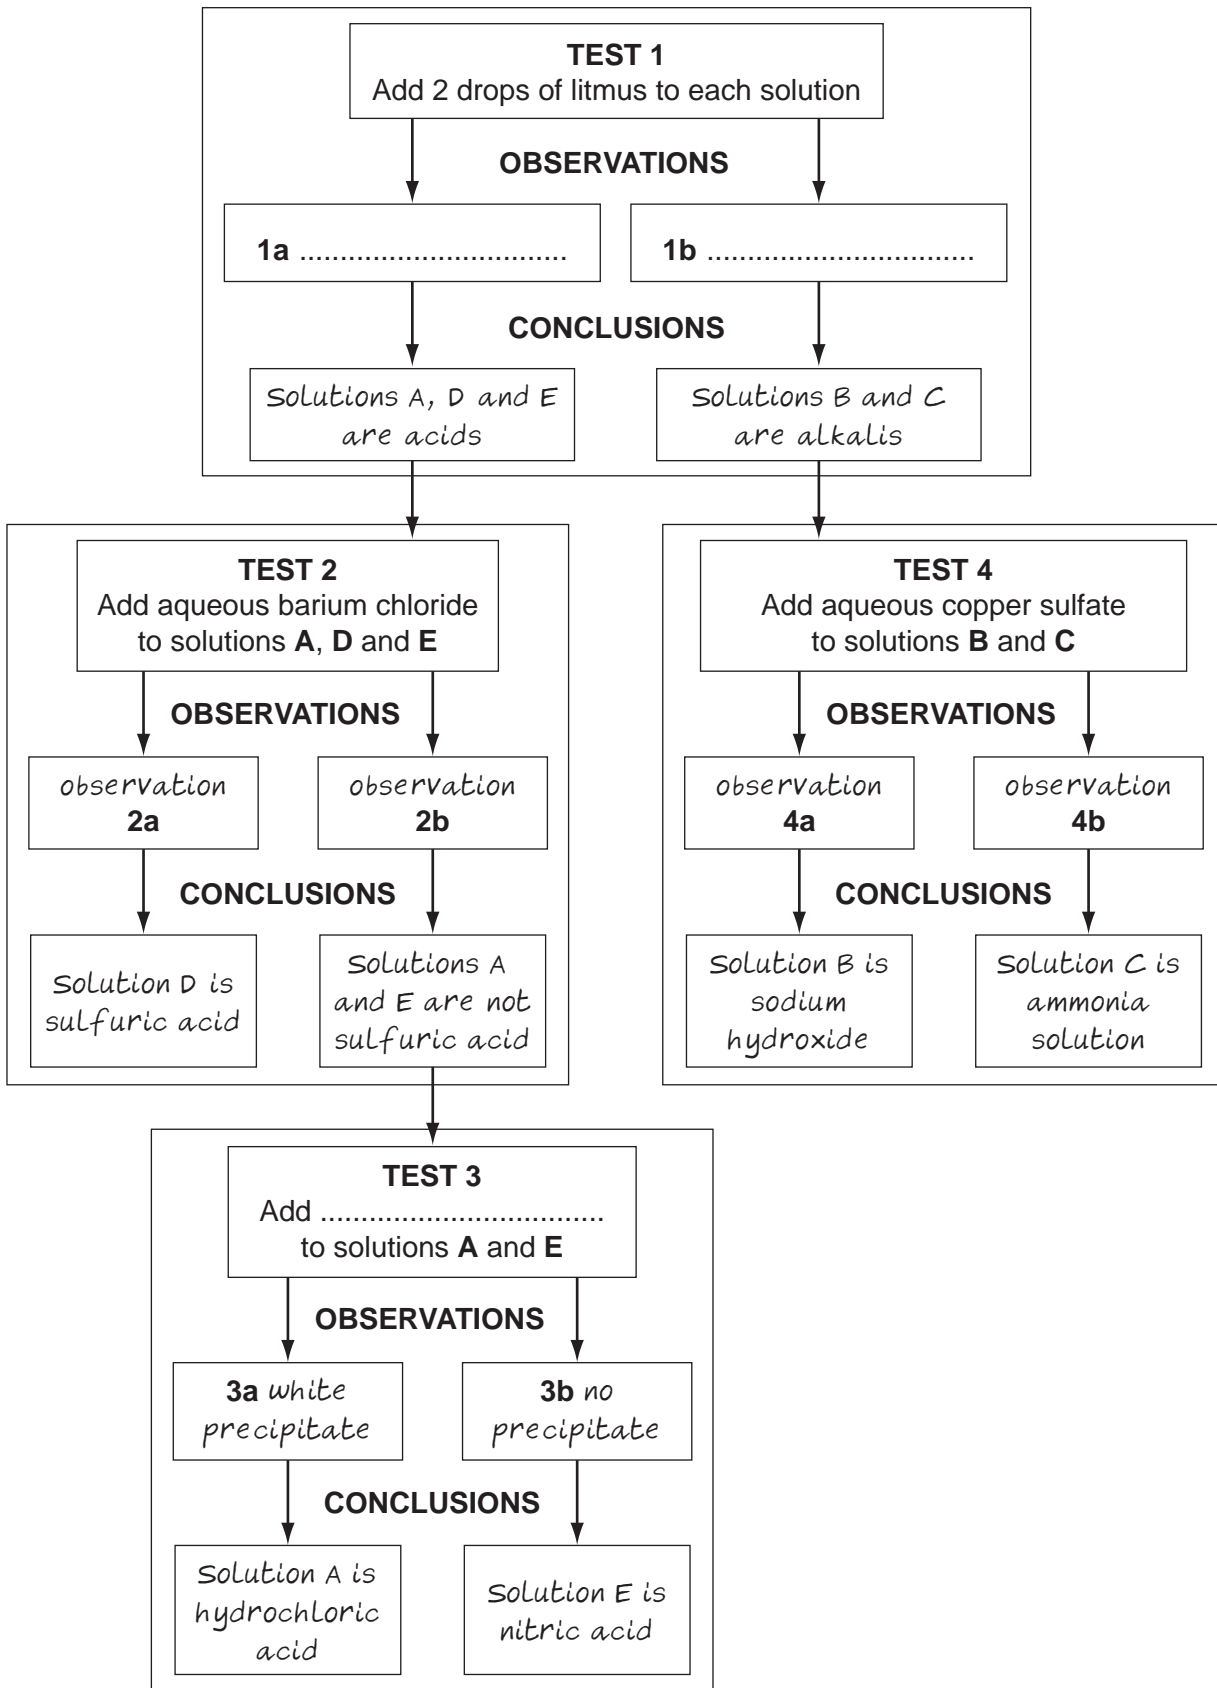 TEST 1
Add 2 drops of litmus to each solution
OBSERVATIONS
1a .................................
1b .................................
CONCLUSIONS
Solutions A, D and E
are acids
Solutions B and C
are alkalis
TEST 2
Add aqueous barium chloride
to solutions A, D and E
OBSERVATIONS
observation
2a
observation
2b
CONCLUSIONS
Solution D is
sulfuric acid
Solutions A
and E are not
sulfuric acid
TEST 4
Add aqueous copper sulfate
to solutions B and C
OBSERVATIONS
observation
4a
observation
4b
CONCLUSIONS
Solution B is
sodium
hydroxide
Solution C is
ammonia
solution
TEST 3
Add ...................................
to solutions A and E
OBSERVATIONS
3a white
precipitate
3b no
precipitate
CONCLUSIONS
Solution A is
hydrochloric
acid
Solution E is
nitric acid